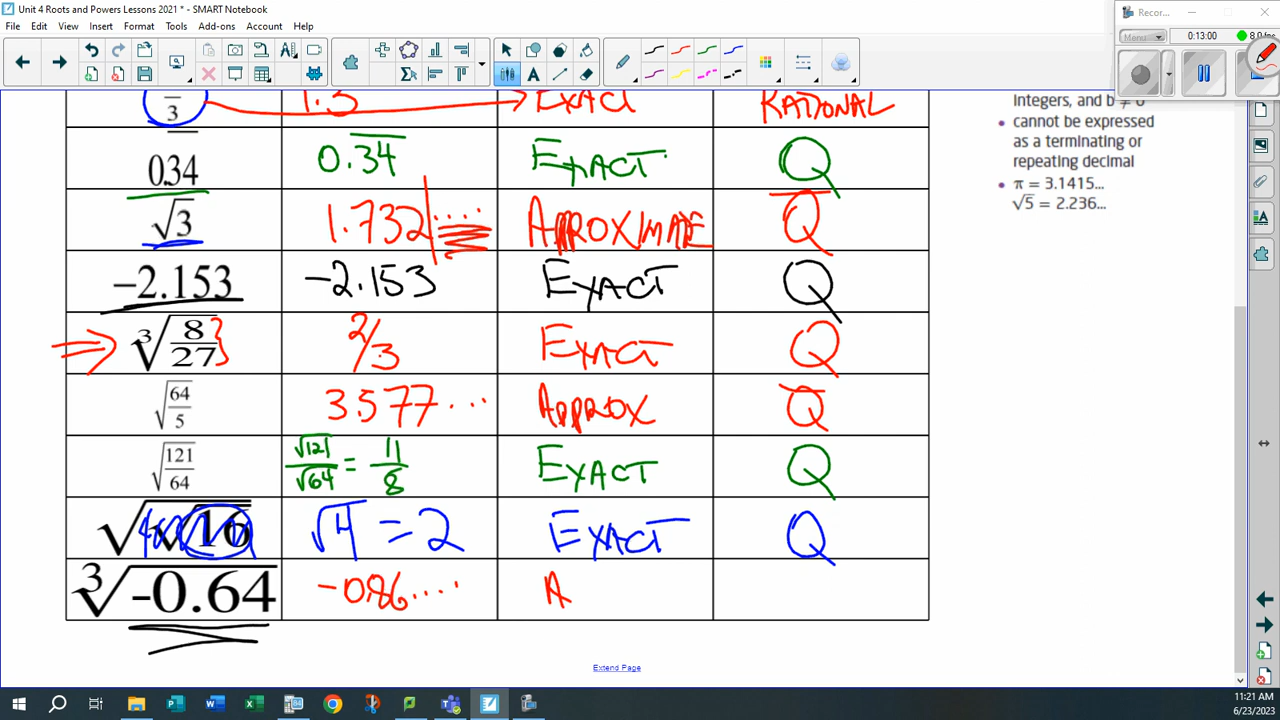 Unit 4 Roots and Powers Lessons 2021 * - SMART Notebook
Recor...
File Edit View Insert Format Tools Add-ons Account Help
Menu
0:13:00
3 1.3 EXACT RATIONAL
0.34 0.34 EXACT Q
√3 1.732.... APPROXIMATE Q̅
-2.153 -2.153 EXACT Q
∛(8/27) 2/3 EXACT Q
√(64/5) 3.577... APPROX Q̅
√(121/64) √121/√64 = 11/8 EXACT Q
√√16 √4 = 2 EXACT Q
∛-0.64 -0.86.... A
Integers, and b ≠ 0
• cannot be expressed
as a terminating or
repeating decimal
• π = 3.1415...
√5 = 2.236...
Extend Page
11:21 AM
6/23/2023